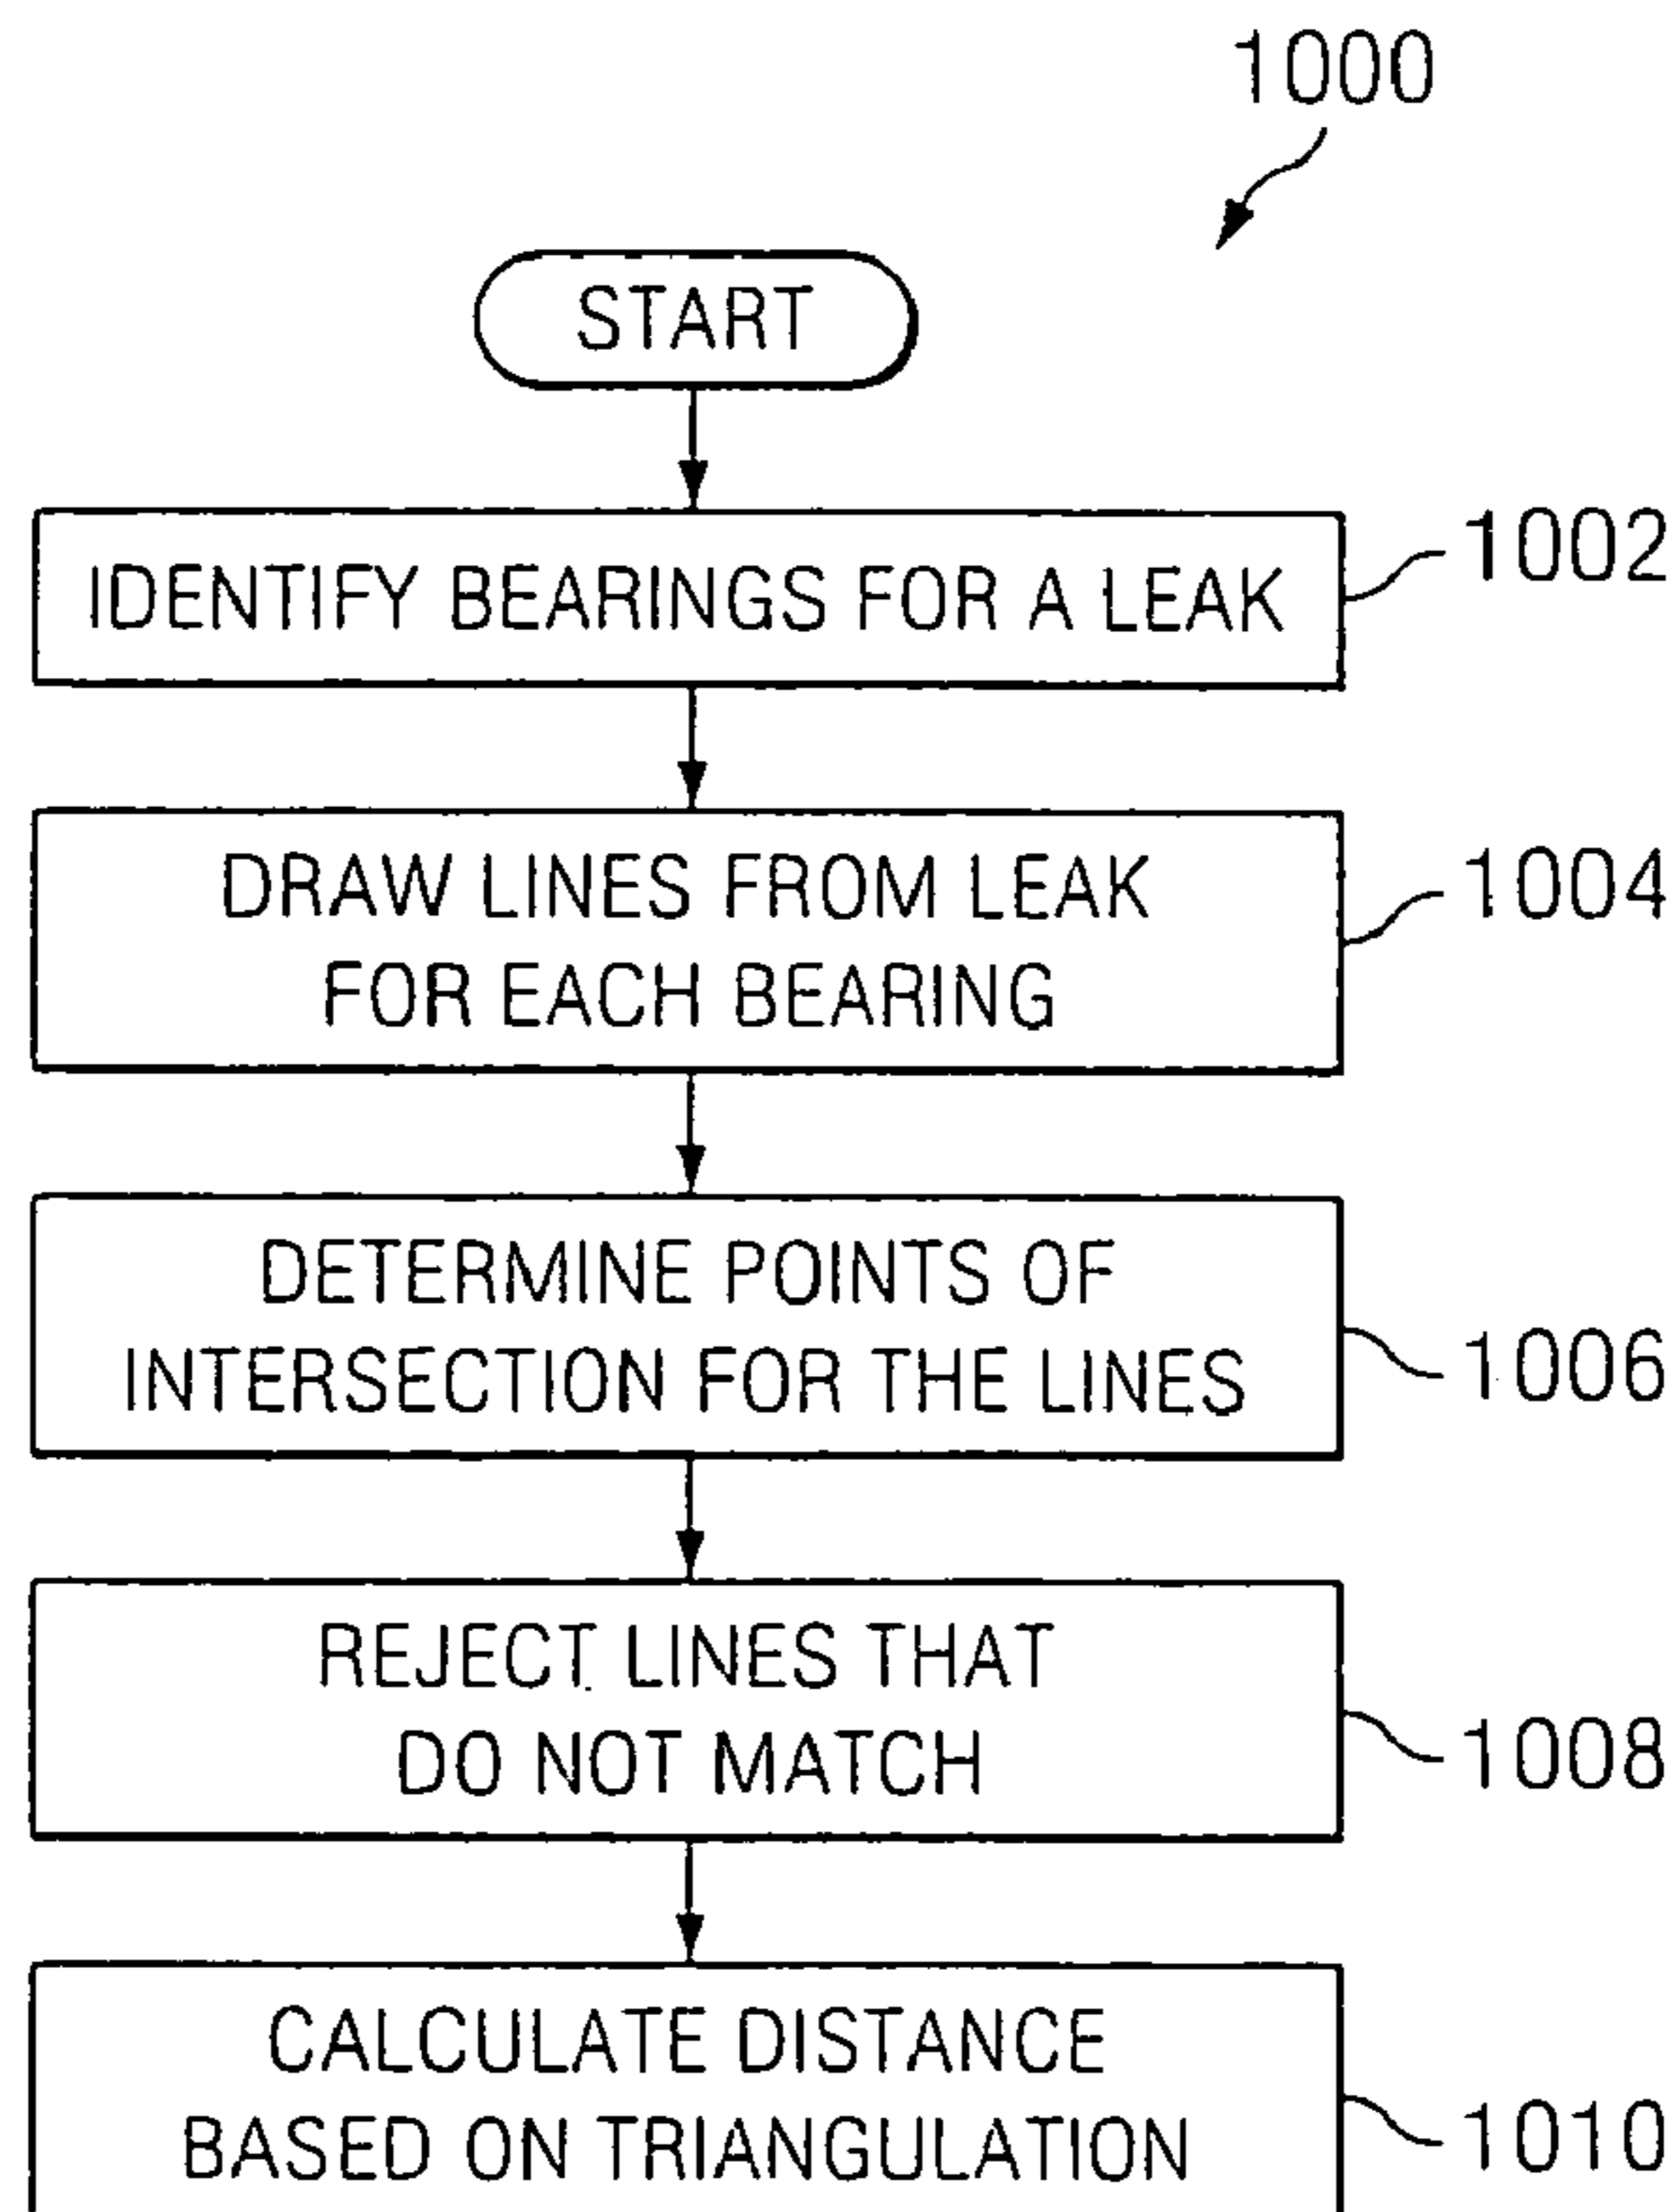 1000
START
IDENTIFY BEARINGS FOR A LEAK
1002
DRAW LINES FROM LEAK
FOR EACH BEARING
1004
DETERMINE POINTS OF
INTERSECTION FOR THE LINES
1006
REJECT LINES THAT
DO NOT MATCH
1008
CALCULATE DISTANCE
BASED ON TRIANGULATION
1010